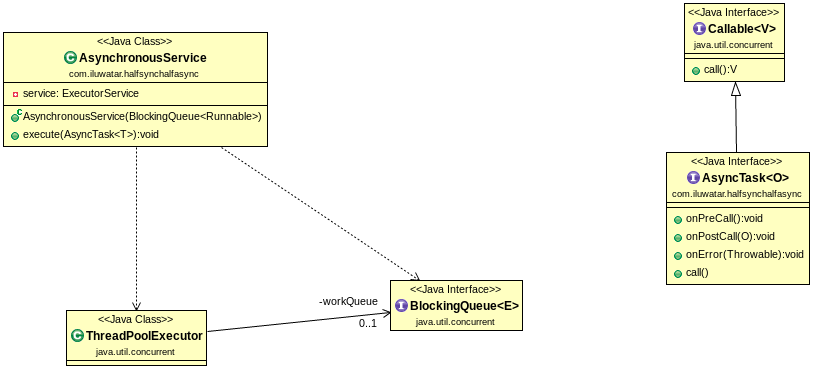 <<Java Class>>
AsynchronousService
com.iluwatar.halfsynchalfasync
service: ExecutorService
AsynchronousService(BlockingQueue<Runnable>)
execute(AsyncTask<T>):void
<<Java Interface>>
Callable<V>
java.util.concurrent
call():V
<<Java Interface>>
AsyncTask<O>
com.iluwatar.halfsynchalfasync
onPreCall():void
onPostCall(O):void
onError(Throwable):void
call()
<<Java Class>>
ThreadPoolExecutor
java.util.concurrent
-workQueue
0..1
<<Java Interface>>
BlockingQueue<E>
java.util.concurrent